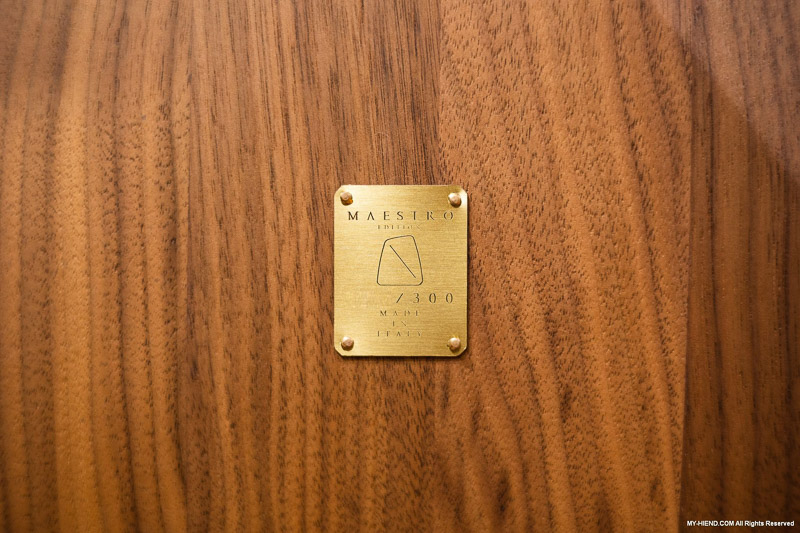 MAESTRO
EDITION
/300
MADE
IN
ITALY
MY-HIEND.COM All Rights Reserved